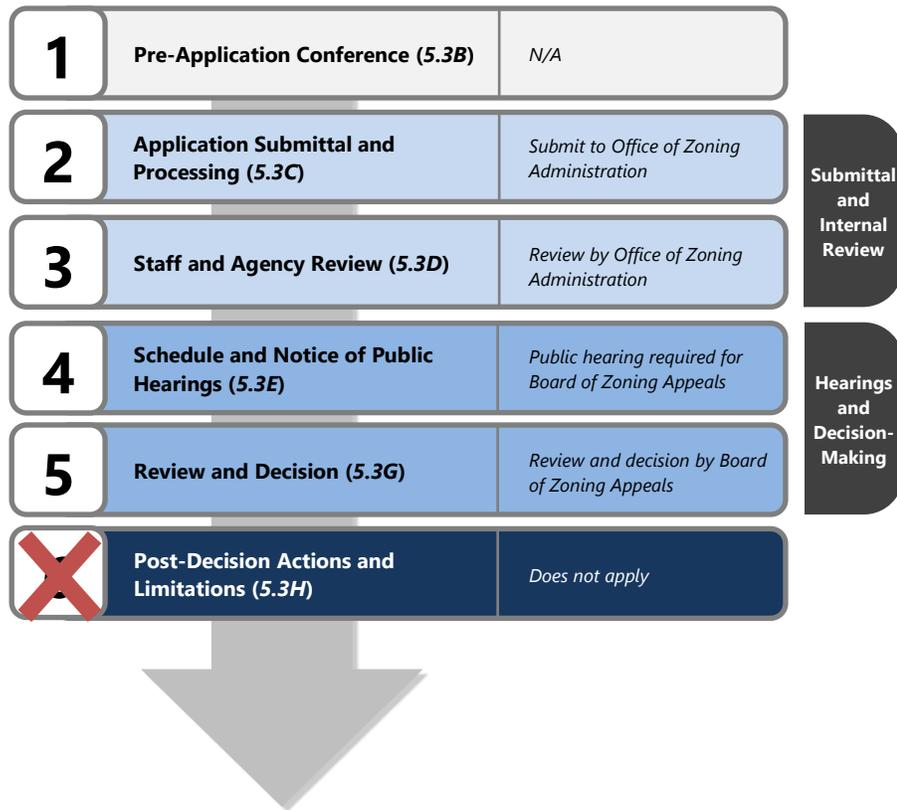 1
Pre-Application Conference (5.3B)
N/A
2
Application Submittal and
Processing (5.3C)
Submit to Office of Zoning
Administration
3
Staff and Agency Review (5.3D)
Review by Office of Zoning
Administration
Submittal
and
Internal
Review
4
Schedule and Notice of Public
Hearings (5.3E)
Public hearing required for
Board of Zoning Appeals
5
Review and Decision (5.3G)
Review and decision by Board
of Zoning Appeals
Hearings
and
Decision-
Making
Post-Decision Actions and
Limitations (5.3H)
Does not apply